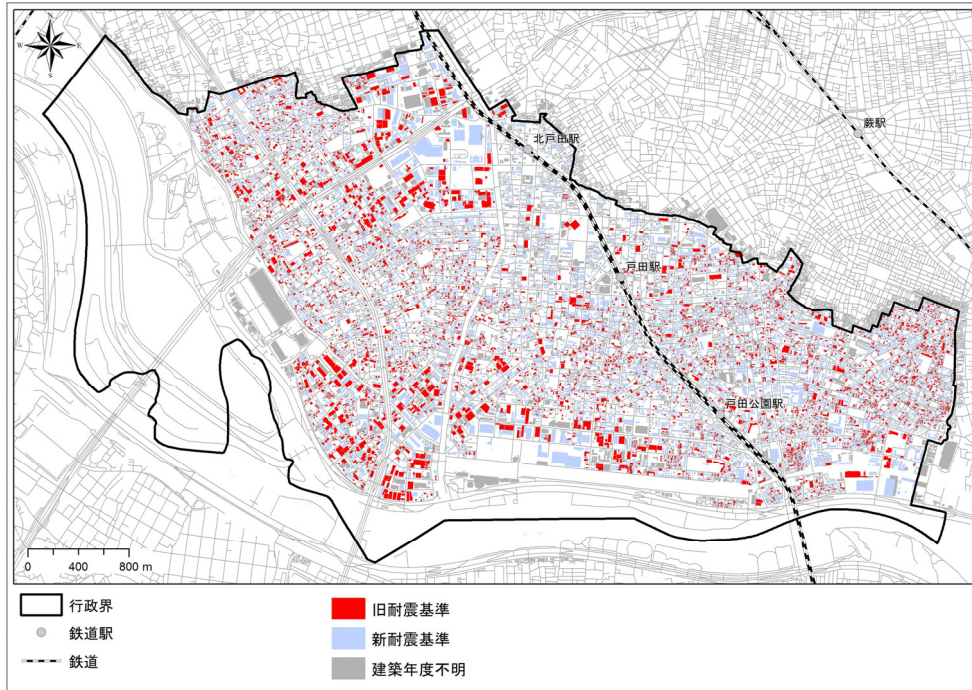 N
W
E
S
蕨駅
北戸田駅
戸田駅
戸田公園駅
0 400 800 m
行政界
鉄道駅
鉄道
旧耐震基準
新耐震基準
建築年度不明